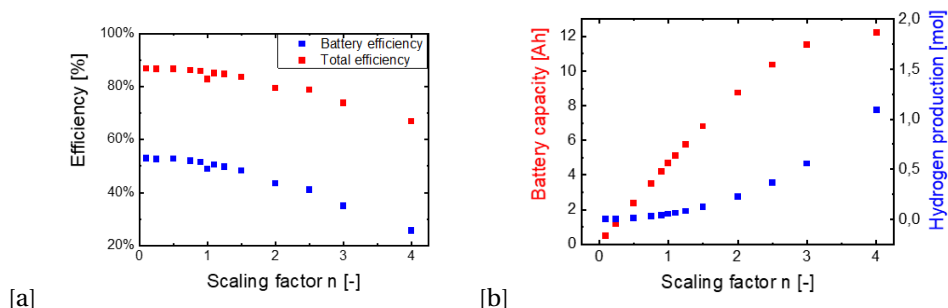 100%
80%
60%
40%
20%
Efficiency [%]
Battery efficiency
Total efficiency
0 1 2 3 4
Scaling factor n [-]
[a]
12
10
8
6
4
2
0
Battery capacity [Ah]
2,0
1,5
1,0
0,5
0,0
Hydrogen production [mol]
0 1 2 3 4
Scaling factor n [-]
[b]